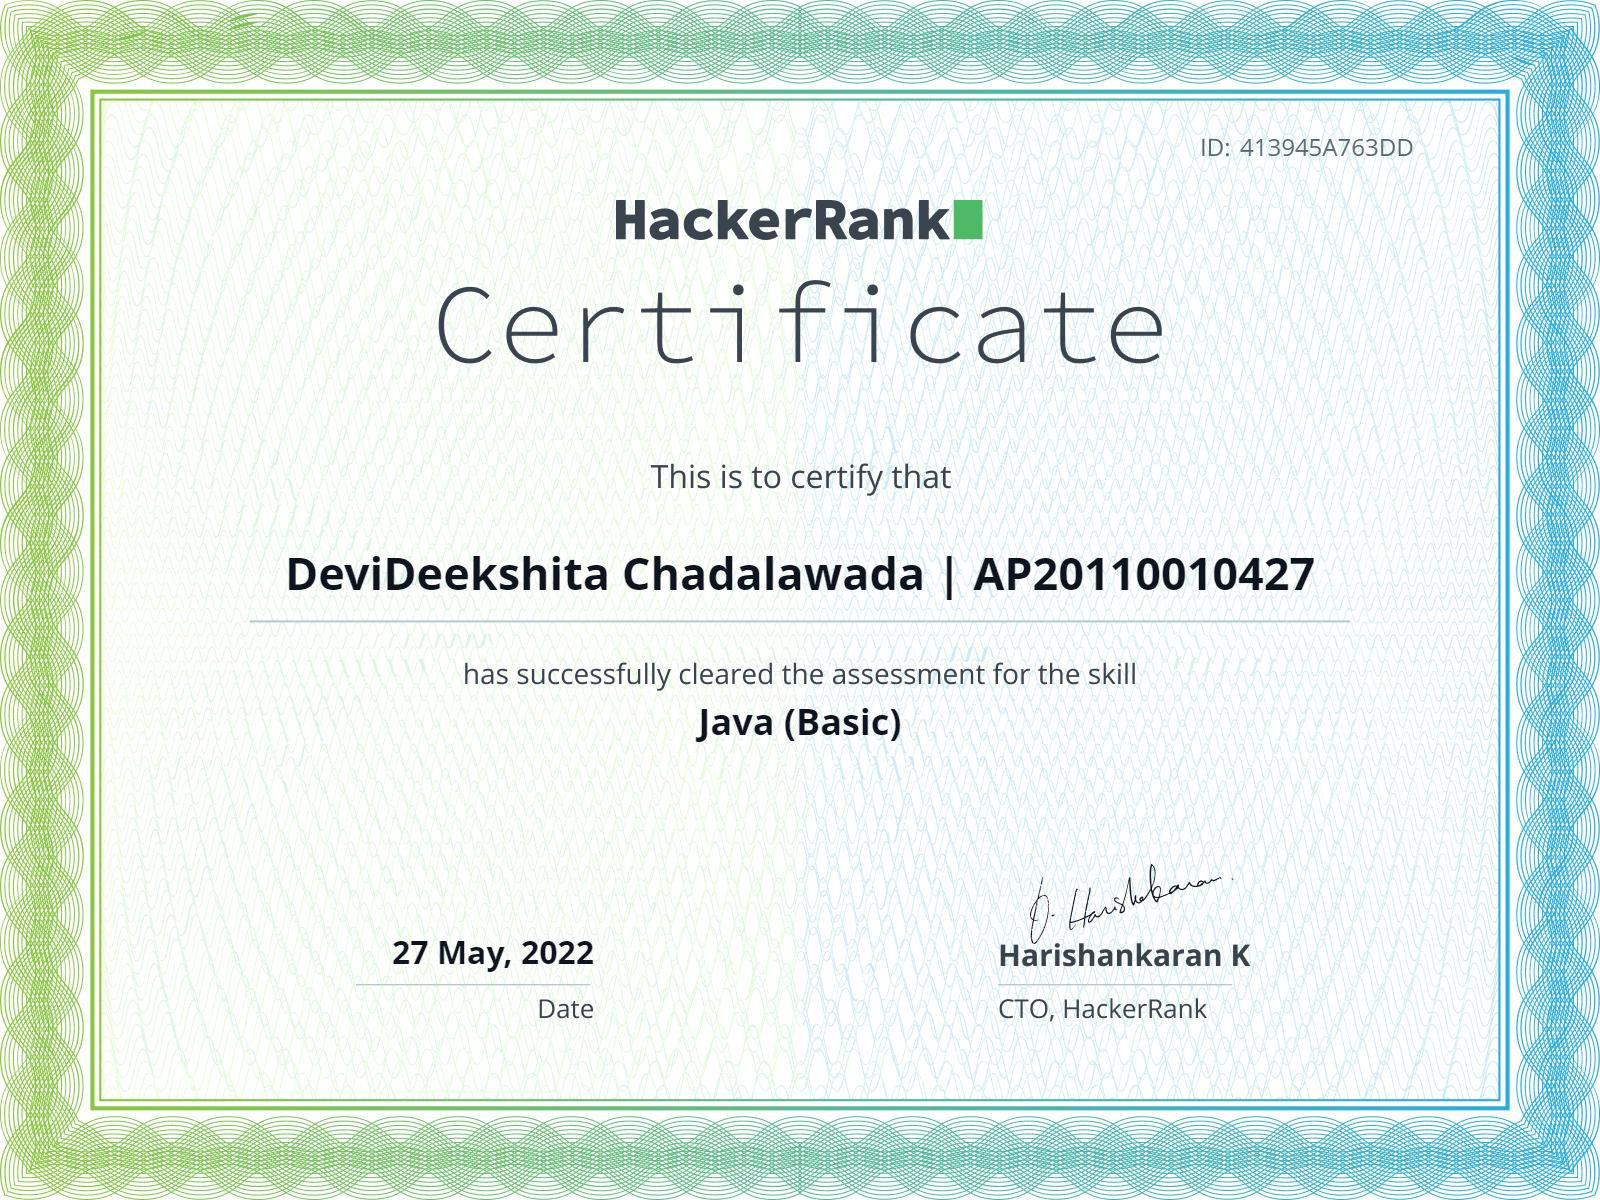 ID: 413945A763DD
HackerRank
Certificate
This is to certify that
DeviDeekshita Chadalawada | AP20110010427
has successfully cleared the assessment for the skill
Java (Basic)
J. Harishankaran
27 May, 2022
Harishankaran K
Date
CTO, HackerRank